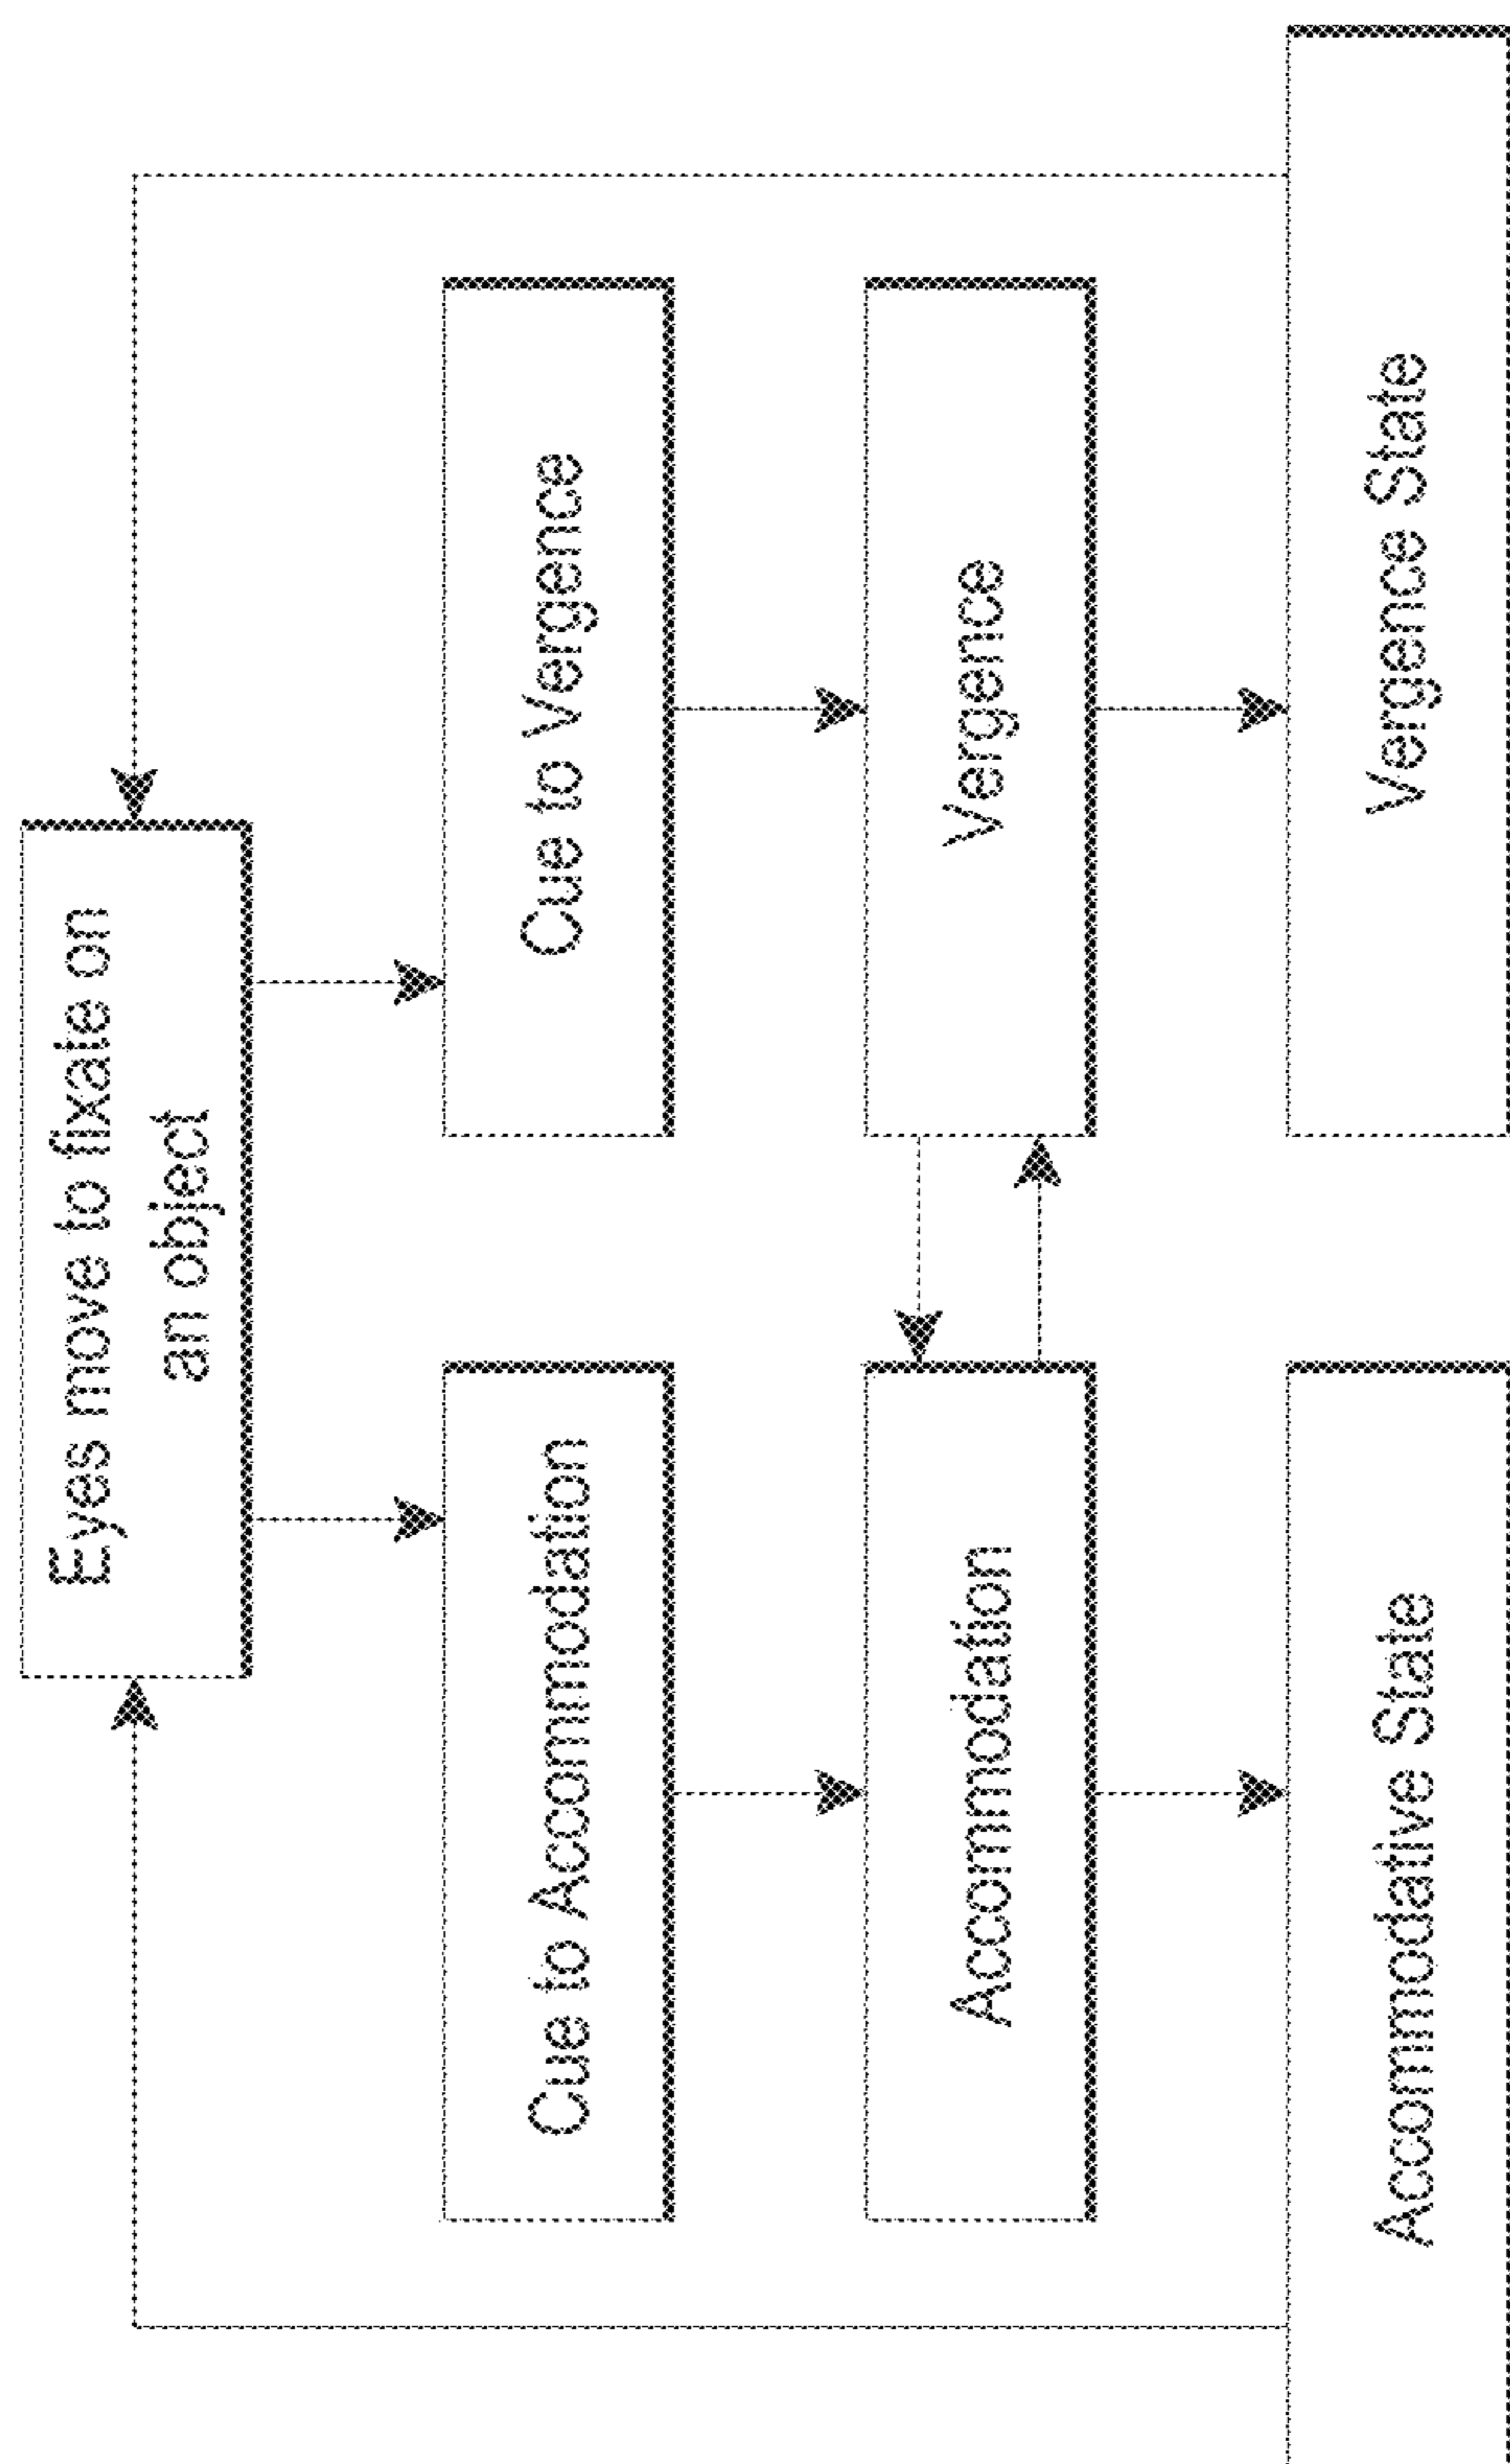 Eyes move to fixate on
an object
Cue to Accommodation
Cue to Vergence
Accommodation
Vergence
Accommodative State
Vergence State